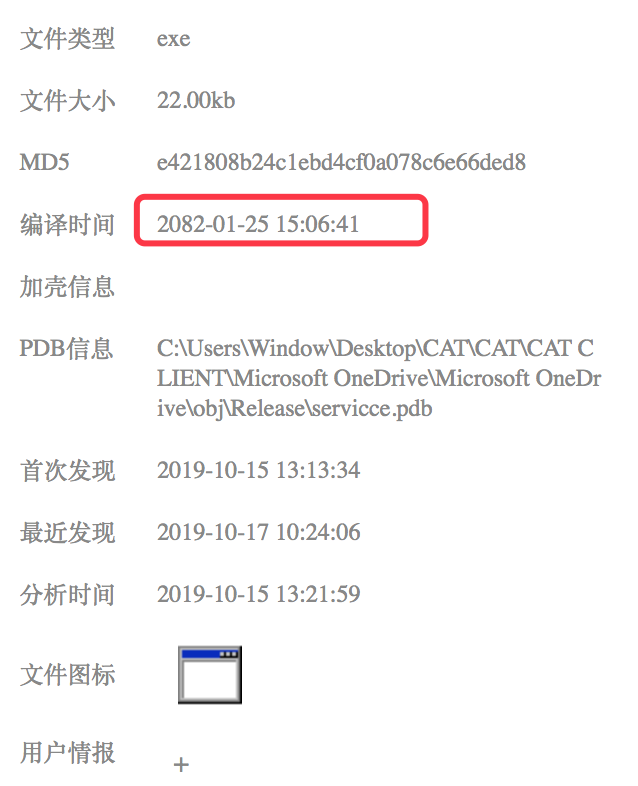 文件类型 exe
文件大小 22.00kb
MD5 e421808b24c1ebd4cf0a078c6e66ded8
编译时间 2082-01-25 15:06:41
加壳信息
PDB信息 C:\Users\Window\Desktop\CAT\CAT\CAT C
LIENT\Microsoft OneDrive\Microsoft OneDr
ive\obj\Release\servicce.pdb
首次发现 2019-10-15 13:13:34
最近发现 2019-10-17 10:24:06
分析时间 2019-10-15 13:21:59
文件图标
用户情报 +